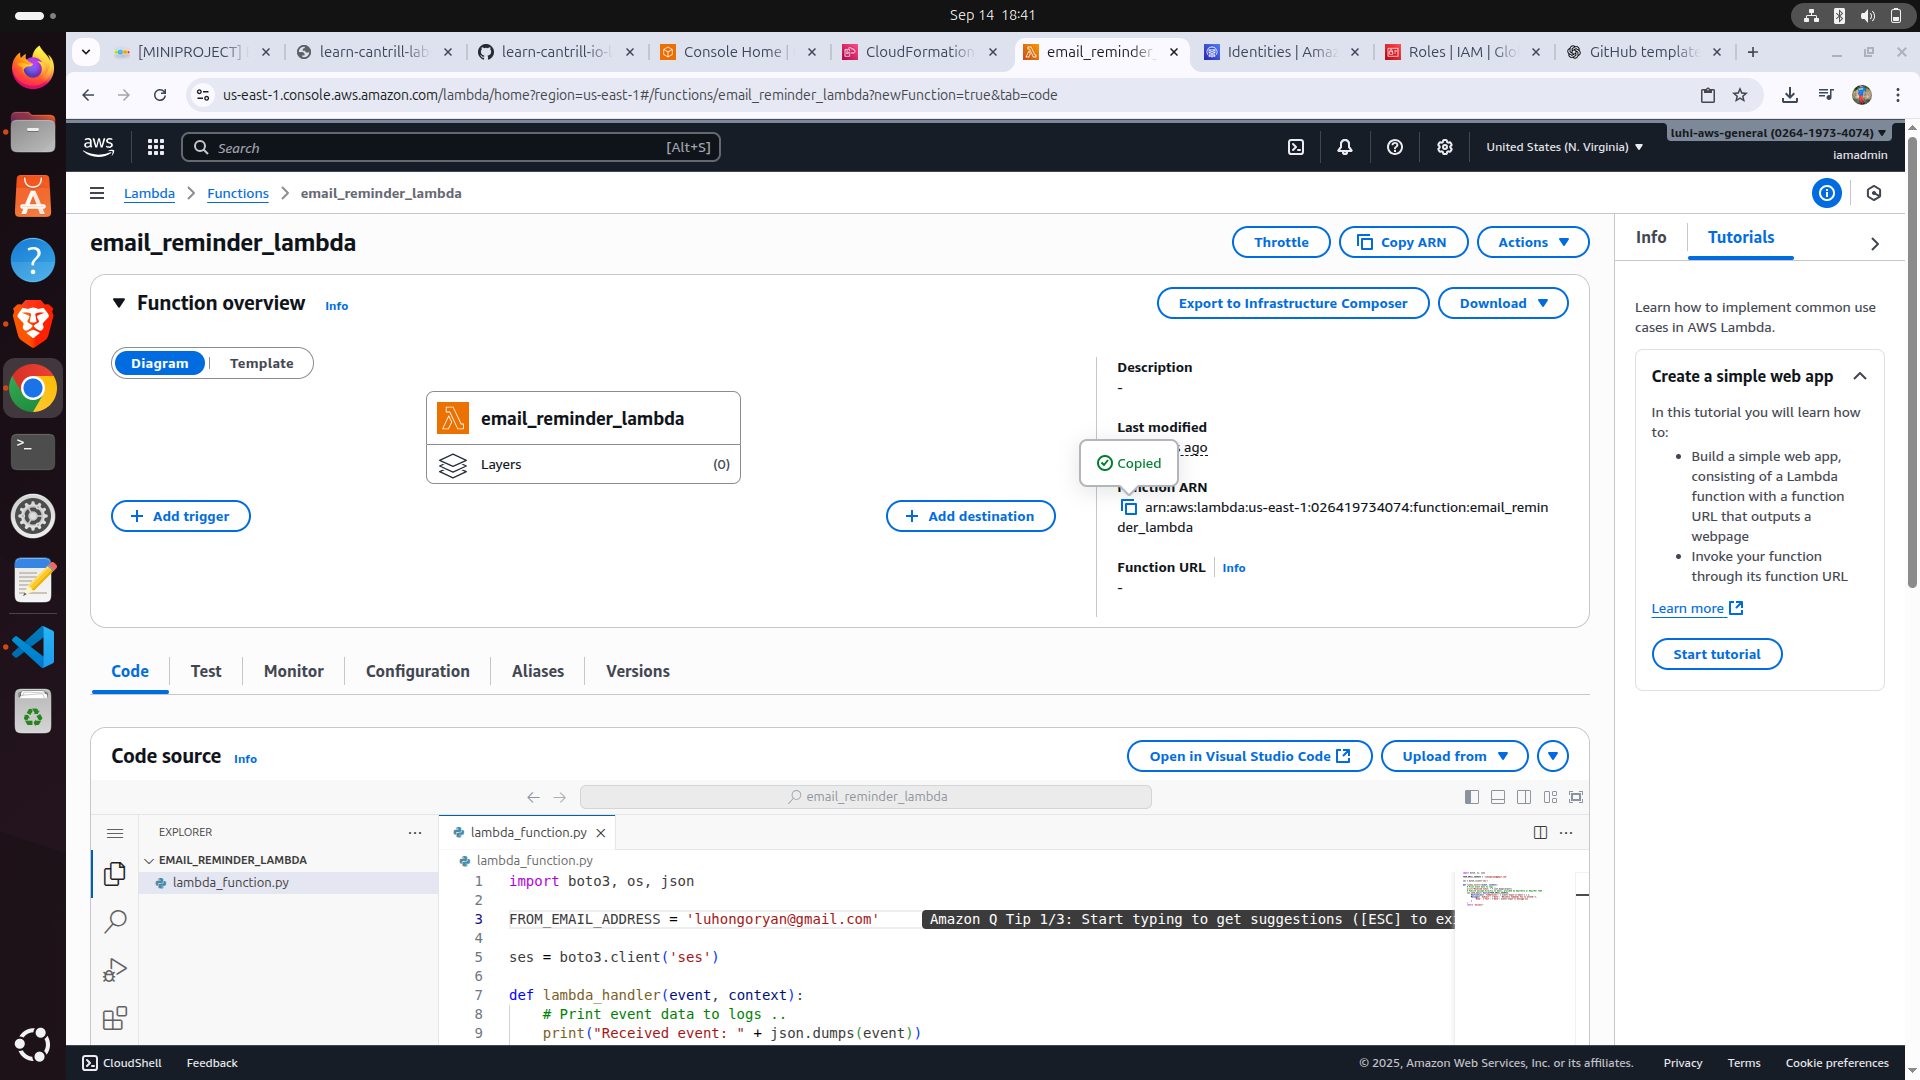 Sep 14 18:41
[MINIPROJECT]
learn-cantrill-lab
learn-cantrill-io-l
Console Home |
CloudFormation
email_reminder_
Identities | Amaz
Roles | IAM | Glo
GitHub template
us-east-1.console.aws.amazon.com/lambda/home?region=us-east-1#/functions/email_reminder_lambda?newFunction=true&tab=code
aws
Search
[Alt+S]
United States (N. Virginia)
luhi-aws-general (0264-1973-4074)
iamadmin
Lambda
Functions
email_reminder_lambda
email_reminder_lambda
Throttle
Copy ARN
Actions
Info
Tutorials
Function overview Info
Export to Infrastructure Composer
Download
Diagram
Template
email_reminder_lambda
Layers
(0)
Add trigger
Add destination
Description
-
Last modified
ago
Copied
Function ARN
arn:aws:lambda:us-east-1:026419734074:function:email_remin
der_lambda
Function URL Info
-
Learn how to implement common use
cases in AWS Lambda.
Create a simple web app
In this tutorial you will learn how
to:
• Build a simple web app,
consisting of a Lambda
function with a function
URL that outputs a
webpage
• Invoke your function
through its function URL
Learn more
Start tutorial
Code
Test
Monitor
Configuration
Aliases
Versions
Code source Info
Open in Visual Studio Code
Upload from
email_reminder_lambda
EXPLORER
EMAIL_REMINDER_LAMBDA
lambda_function.py
lambda_function.py
lambda_function.py
1 import boto3, os, json
2
3 FROM_EMAIL_ADDRESS = 'luhongoryan@gmail.com' Amazon Q Tip 1/3: Start typing to get suggestions ([ESC] to ex
4
5 ses = boto3.client('ses')
6
7 def lambda_handler(event, context):
8 # Print event data to logs ..
9 print("Received event: " + json.dumps(event))
CloudShell
Feedback
© 2025, Amazon Web Services, Inc. or its affiliates.
Privacy
Terms
Cookie preferences